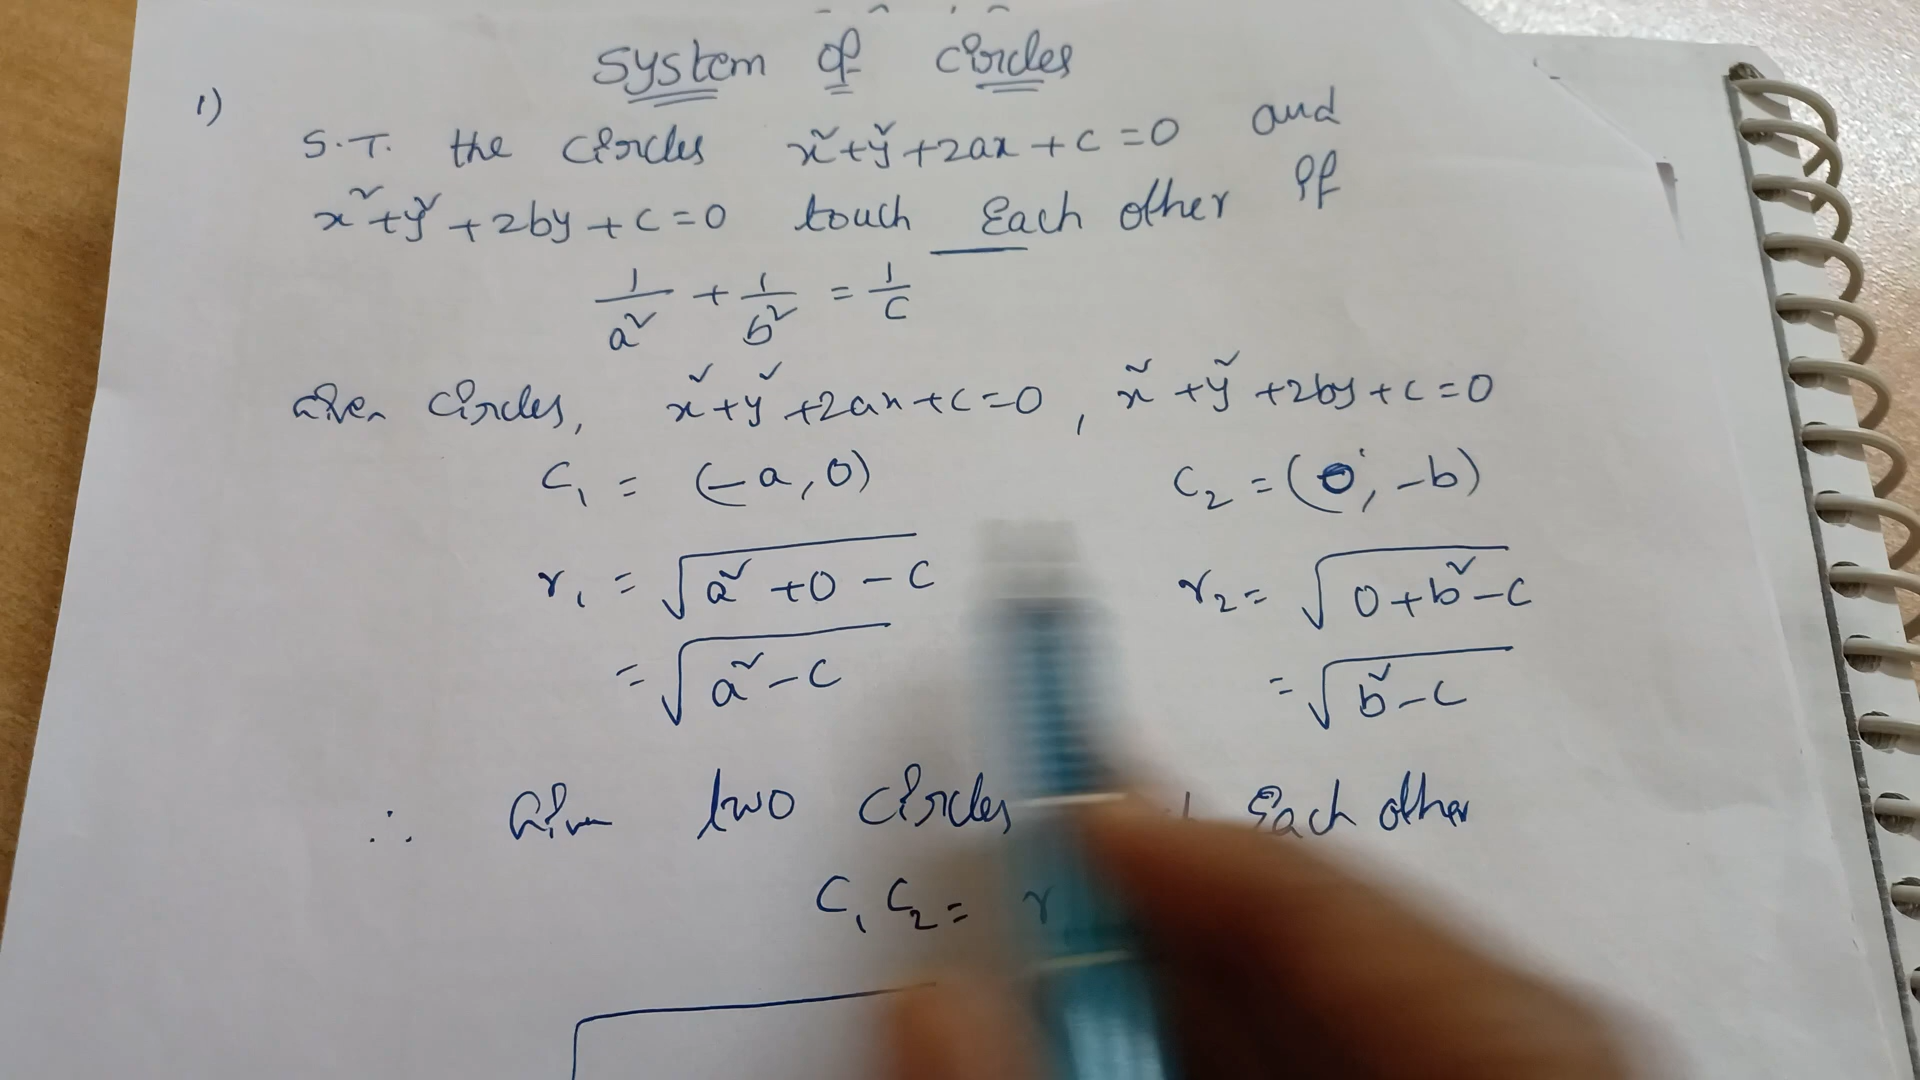 System of circles
1)
S.T. the circles x²+y²+2ax+c=0 and
x²+y²+2by+c=0 touch Each other if
1/a² + 1/b² = 1/c
Given circles, x²+y²+2ax+c=0, x²+y²+2by+c=0
C₁ = (-a, 0) C₂ = (0, -b)
r₁ = √(a²+0-c) r₂ = √(0+b²-c)
= √(a²-c) = √(b²-c)
∴ Given two circles Each other
C₁C₂ = r